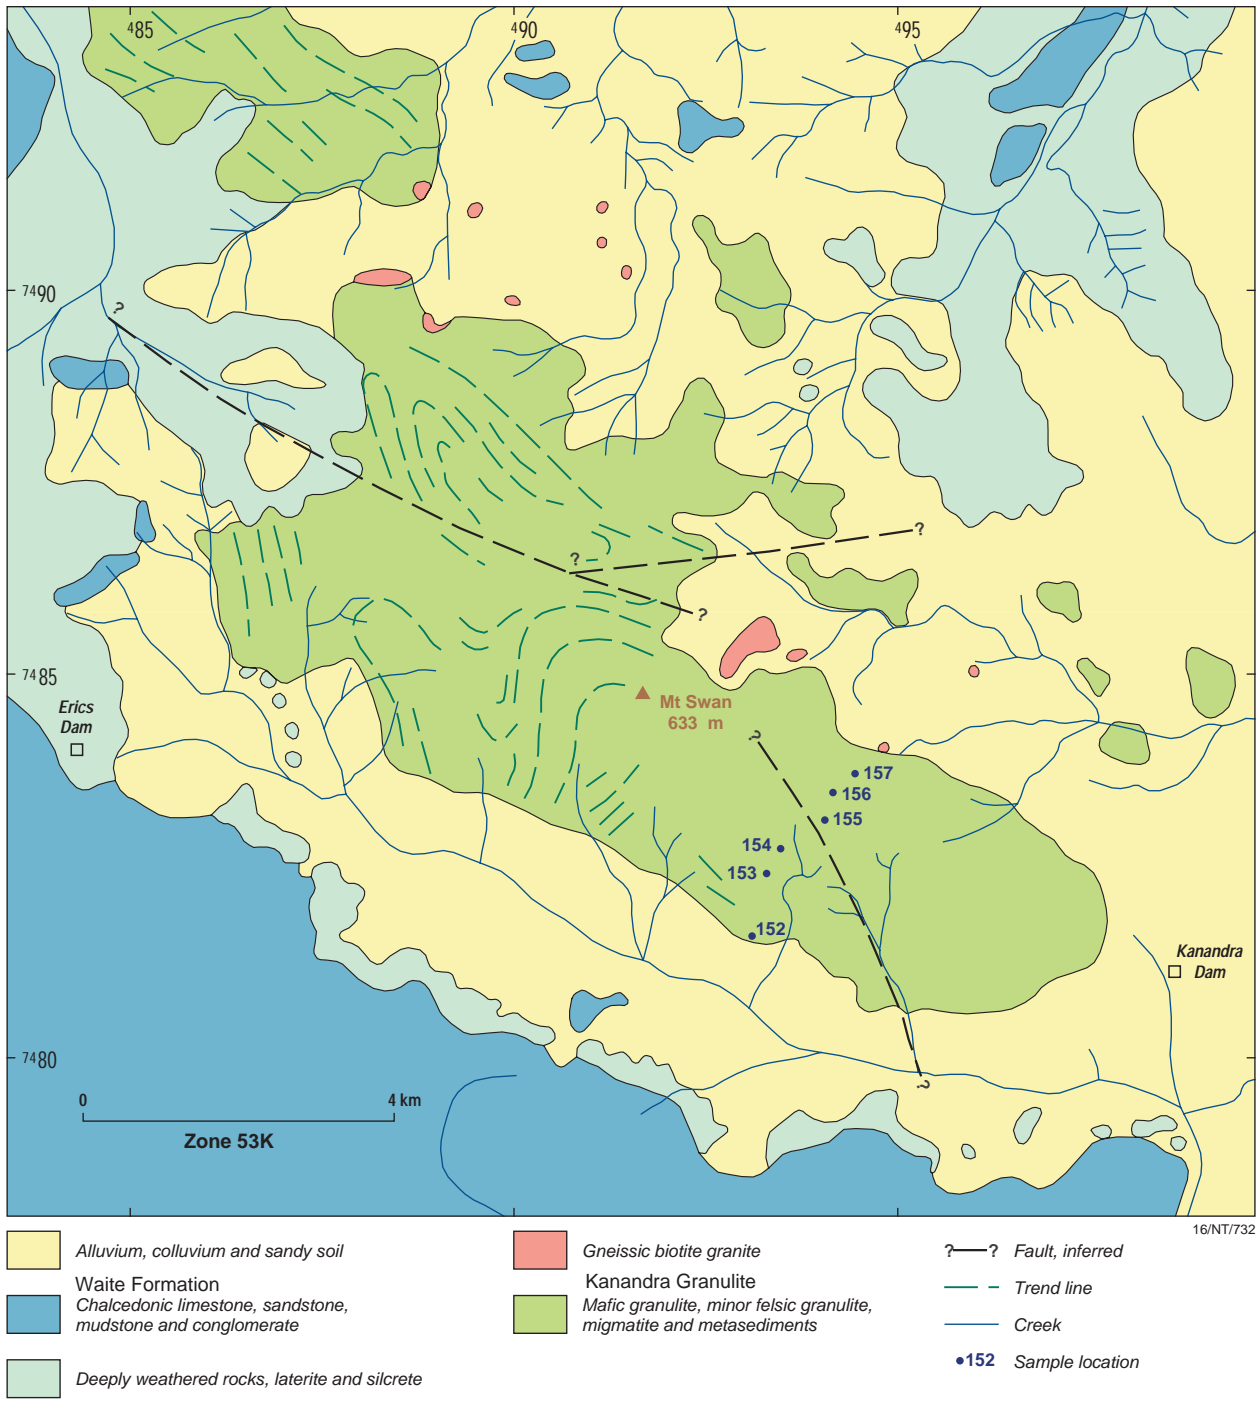 485
490
495
7490
?
?
?
?
7485
Erics
Dam
Mt Swan
633 m
?
157
156
155
154
153
152
Kanandra
Dam
7480
?
0
4 km
Zone 53K
16/NT/732
Alluvium, colluvium and sandy soil
Waite Formation
Chalcedonic limestone, sandstone,
mudstone and conglomerate
Deeply weathered rocks, laterite and silcrete
Gneissic biotite granite
Kanandra Granulite
Mafic granulite, minor felsic granulite,
migmatite and metasediments
? ? Fault, inferred
Trend line
Creek
152 Sample location